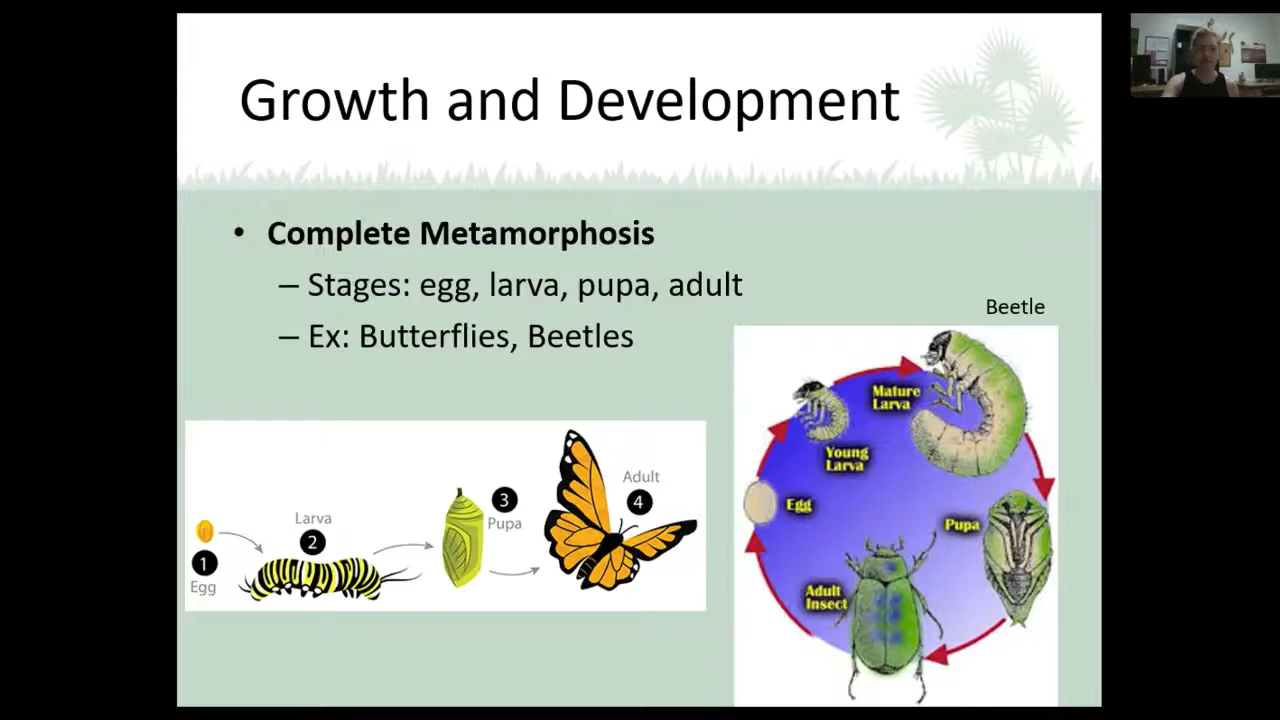 Growth and Development
• Complete Metamorphosis
– Stages: egg, larva, pupa, adult
– Ex: Butterflies, Beetles
Beetle
1
Egg
Larva
2
3
Pupa
Adult
4
Mature
Larva
Young
Larva
Egg
Pupa
Adult
Insect